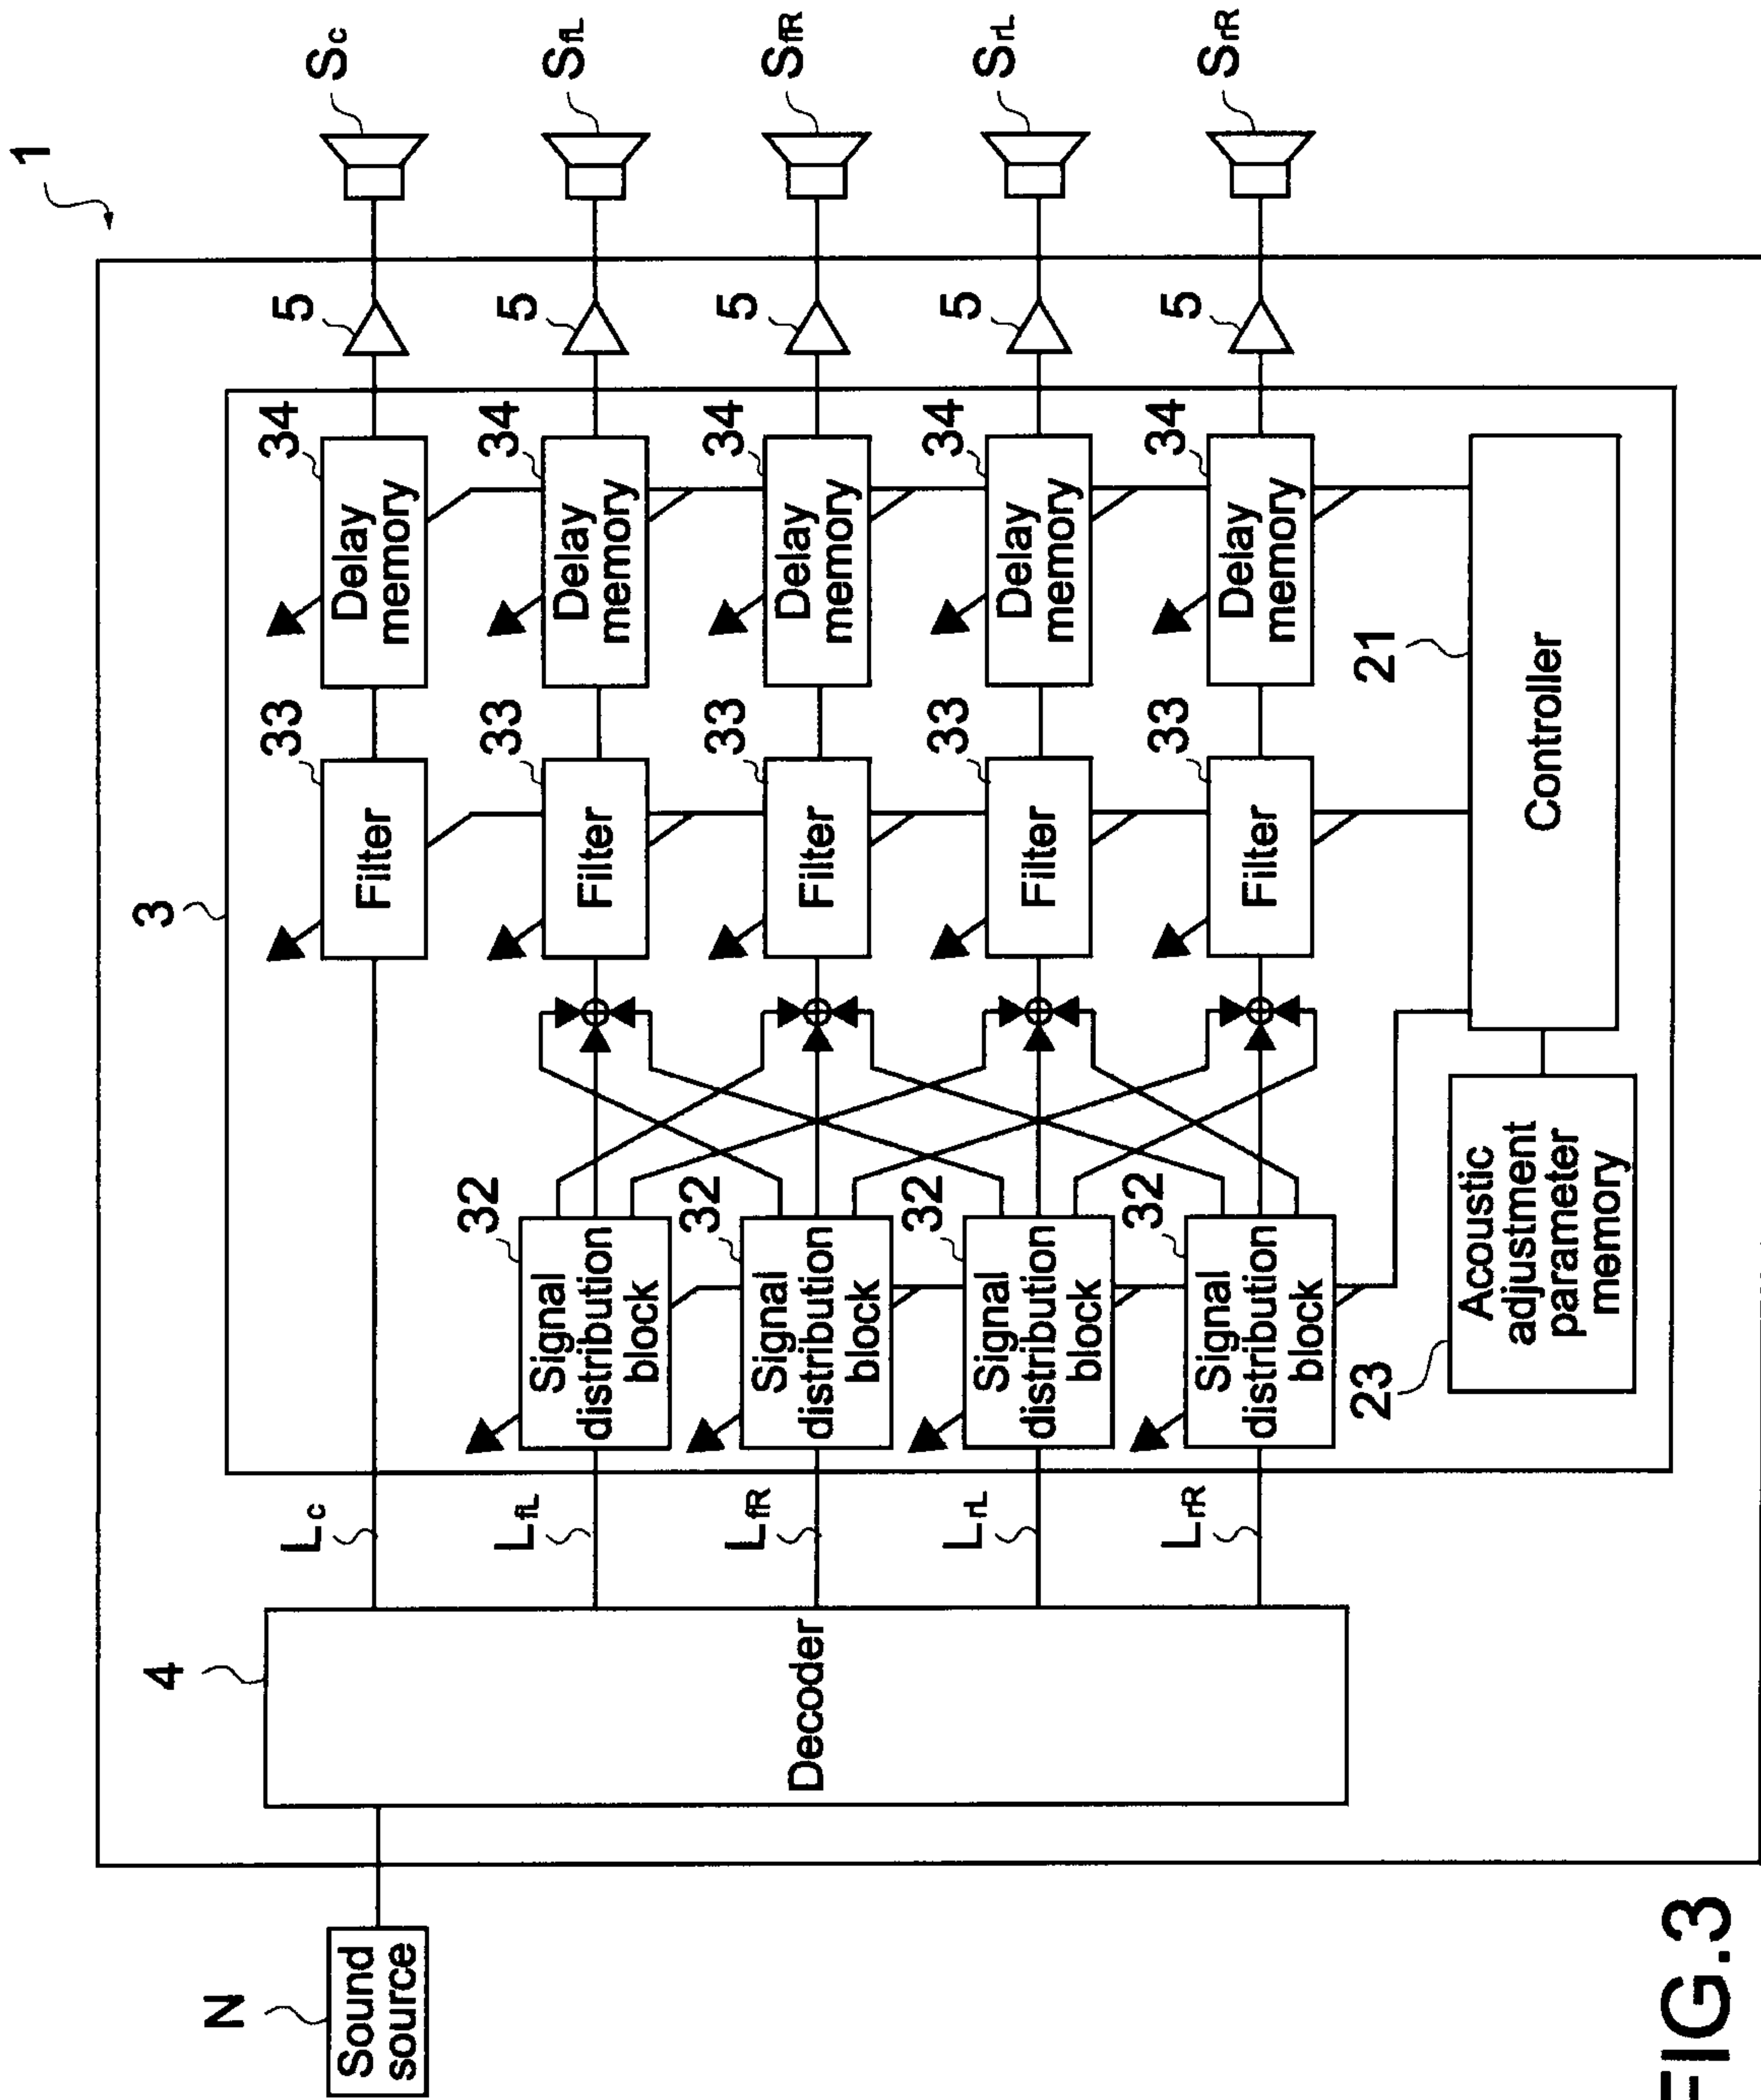 1
3
4
N
Sound
source
Decoder
Lc
LfL
LfR
LrL
LrR
32
Signal
distribution
block
32
Signal
distribution
block
32
Signal
distribution
block
32
Signal
distribution
block
33
Filter
33
Filter
33
Filter
33
Filter
33
Filter
34
Delay
memory
34
Delay
memory
34
Delay
memory
34
Delay
memory
34
Delay
memory
5
5
5
5
5
Sc
SfL
SfR
SrL
SrR
23
Acoustic
adjustment
parameter
memory
21
Controller
FIG.3